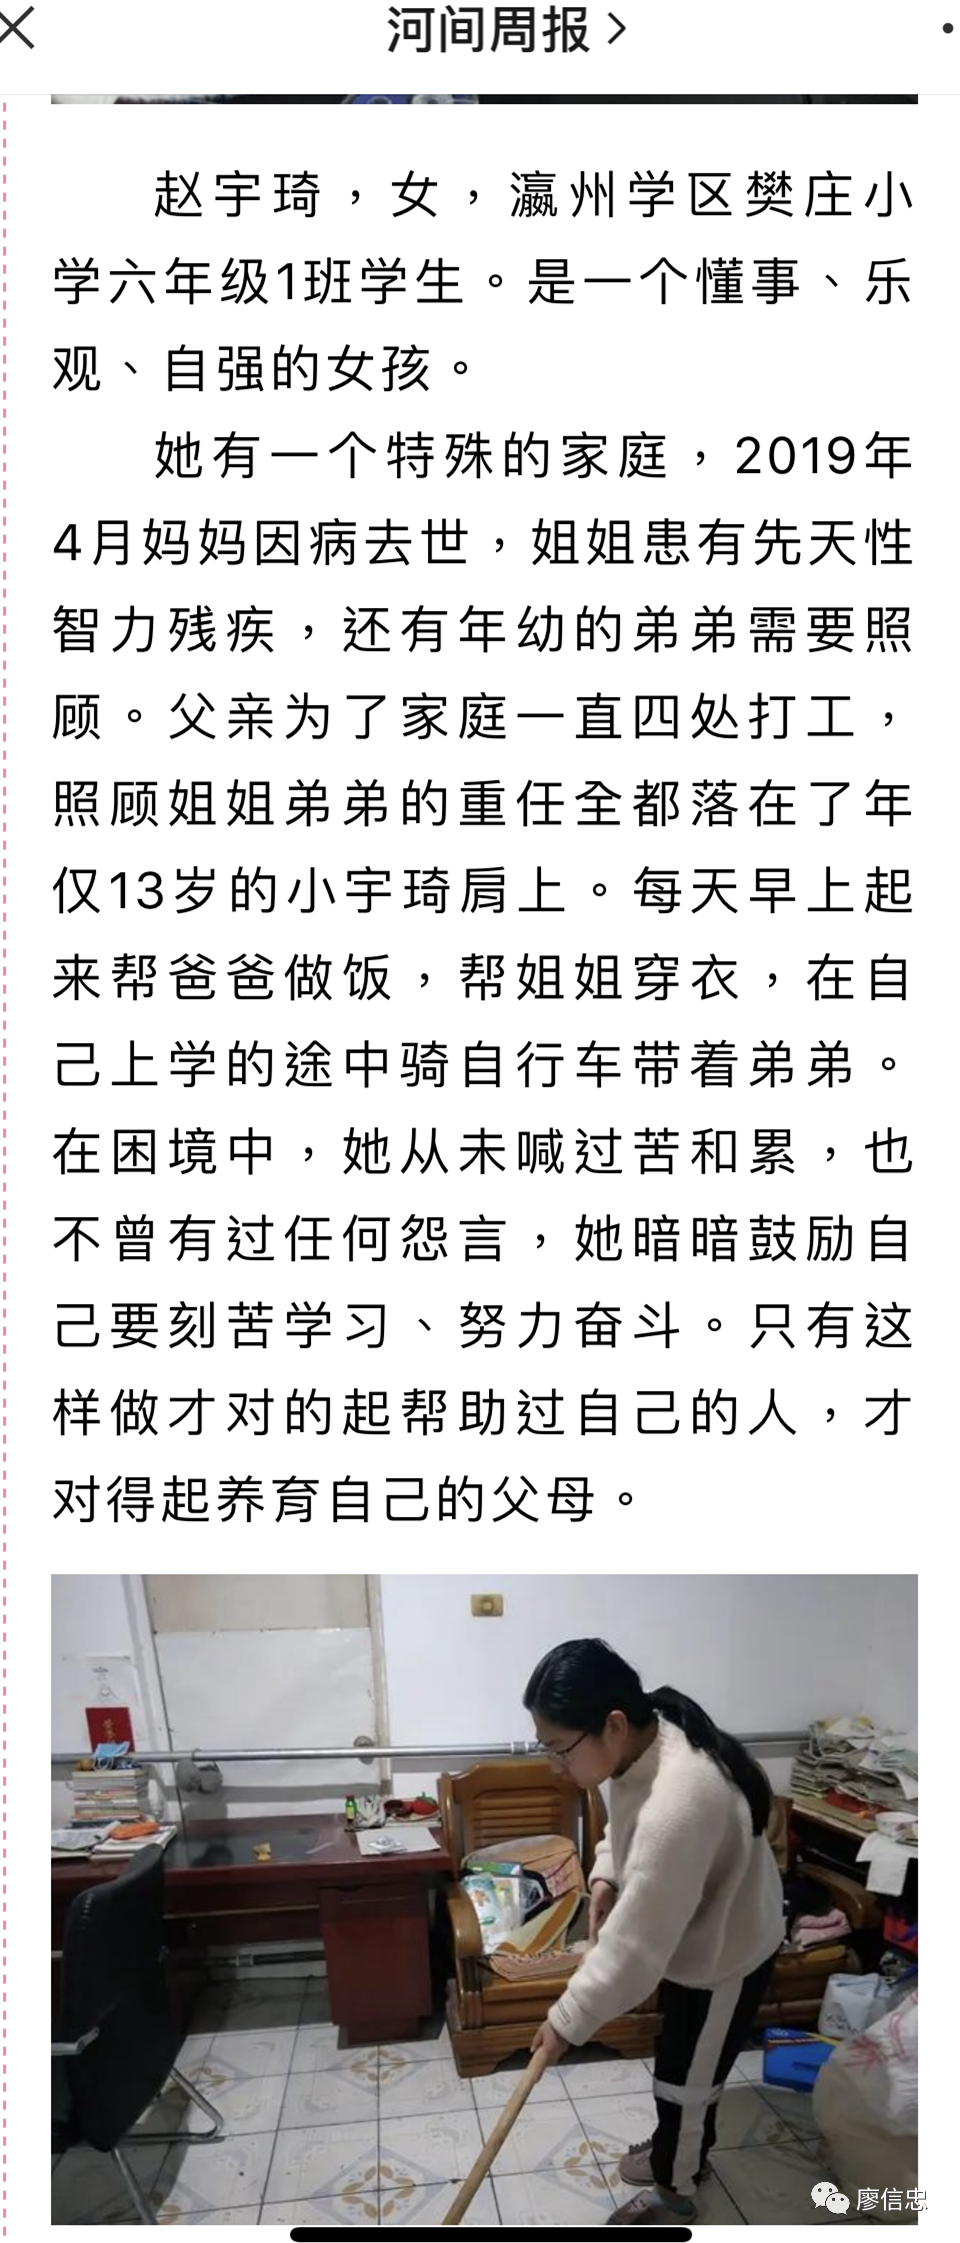 河间周报
赵宇琦，女，瀛州学区樊庄小
学六年级1班学生。是一个懂事、乐
观、自强的女孩。
她有一个特殊的家庭，2019年
4月妈妈因病去世，姐姐患有先天性
智力残疾，还有年幼的弟弟需要照
顾。父亲为了家庭一直四处打工，
照顾姐姐弟弟的重任全都落在了年
仅13岁的小宇琦肩上。每天早上起
来帮爸爸做饭，帮姐姐穿衣，在自
己上学的途中骑自行车带着弟弟。
在困境中，她从未喊过苦和累，也
不曾有过任何怨言，她暗暗鼓励自
己要刻苦学习、努力奋斗。只有这
样做才对的起帮助过自己的人，才
对得起养育自己的父母。
廖信忠